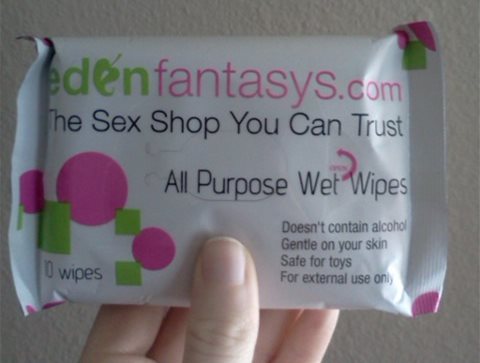 edenfantasys.com
The Sex Shop You Can Trust
All Purpose Wet Wipes
Doesn't contain alcohol
Gentle on your skin
Safe for toys
For external use only
10 wipes